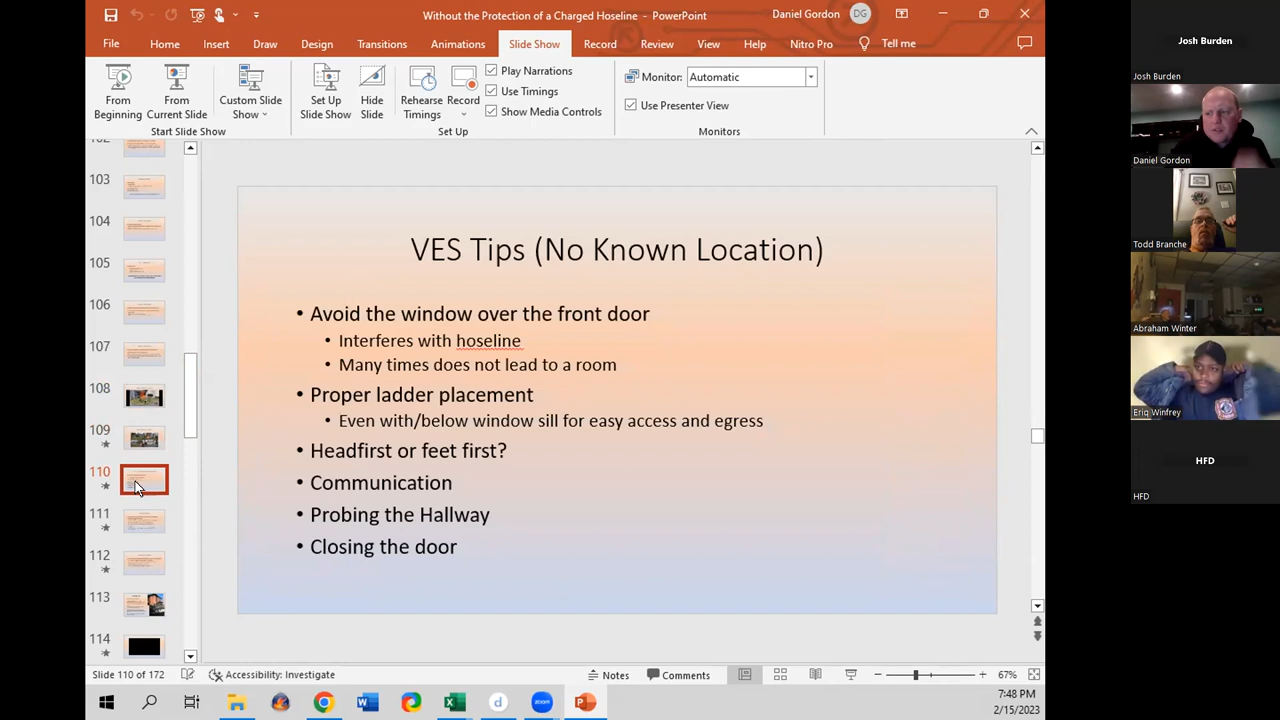 Without the Protection of a Charged Hoseline - PowerPoint
Daniel Gordon
DG
File
Home
Insert
Draw
Design
Transitions
Animations
Slide Show
Record
Review
View
Help
Nitro Pro
Tell me
From Beginning
From Current Slide
Custom Slide Show
Set Up Slide Show
Hide Slide
Rehearse Timings
Record
Play Narrations
Use Timings
Show Media Controls
Monitor:
Automatic
Use Presenter View
Start Slide Show
Set Up
Monitors
102
103
104
105
106
107
108
109
110
111
112
113
114
VES Tips (No Known Location)
• Avoid the window over the front door
• Interferes with hoseline
• Many times does not lead to a room
• Proper ladder placement
• Even with/below window sill for easy access and egress
• Headfirst or feet first?
• Communication
• Probing the Hallway
• Closing the door
Slide 110 of 172
Accessibility: Investigate
Notes
Comments
67%
7:48 PM
2/15/2023
Josh Burden
Josh Burden
Daniel Gordon
Todd Branche
Abraham Winter
Eriq Winfrey
HFD
HFD